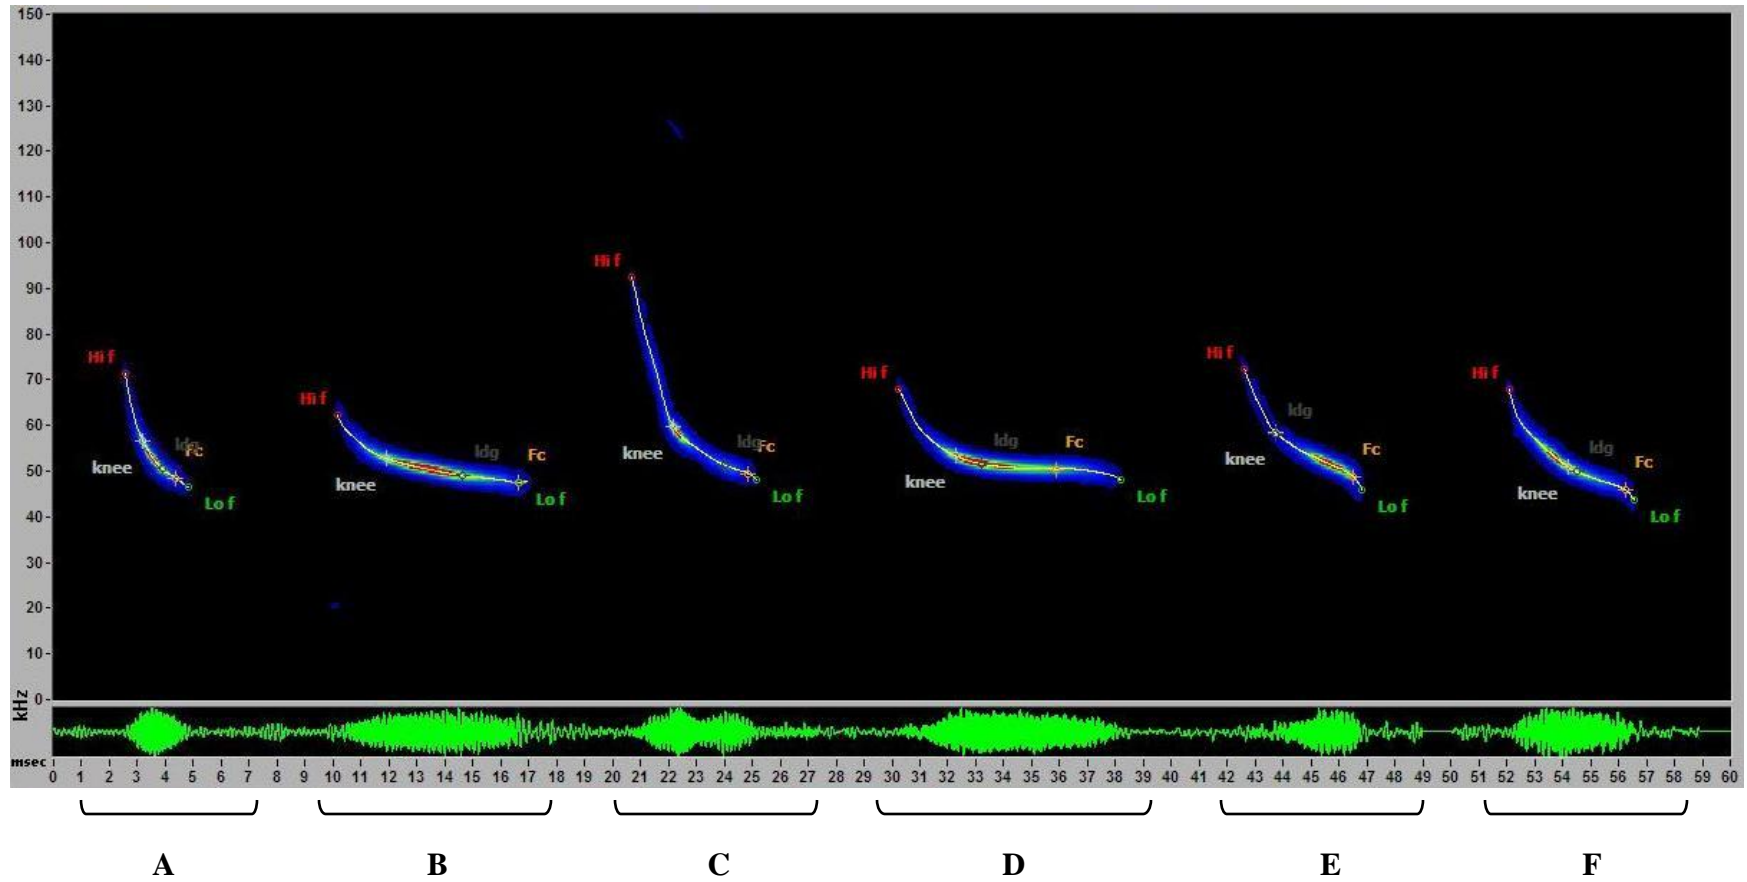 150
140
130
120
110
100
90
80
70
60
50
40
30
20
10
0
kHz
Hi f
knee
ldg
Fc
Lo f
Hi f
knee
ldg
Fc
Lo f
Hi f
knee
ldg
Fc
Lo f
Hi f
knee
ldg
Fc
Lo f
Hi f
knee
ldg
Fc
Lo f
Hi f
knee
ldg
Fc
Lo f
msec 0 1 2 3 4 5 6 7 8 9 10 11 12 13 14 15 16 17 18 19 20 21 22 23 24 25 26 27 28 29 30 31 32 33 34 35 36 37 38 39 40 41 42 43 44 45 46 47 48 49 50 51 52 53 54 55 56 57 58 59 60
A B C D E F